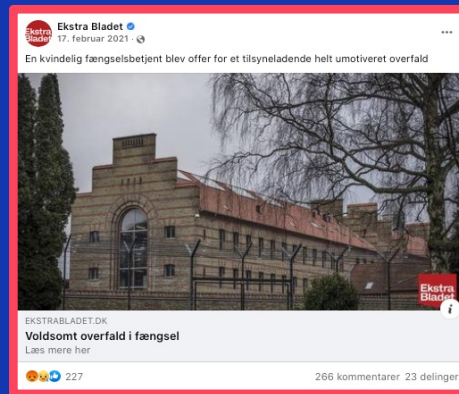 Ekstra Bladet
Ekstra Bladet
17. februar 2021 ·
En kvindelig fængselsbetjent blev offer for et tilsyneladende helt umotiveret overfald
Ekstra
Bladet
i
EKSTRABLADET.DK
Voldsomt overfald i fængsel
Læs mere her
227
266 kommentarer 23 delinger